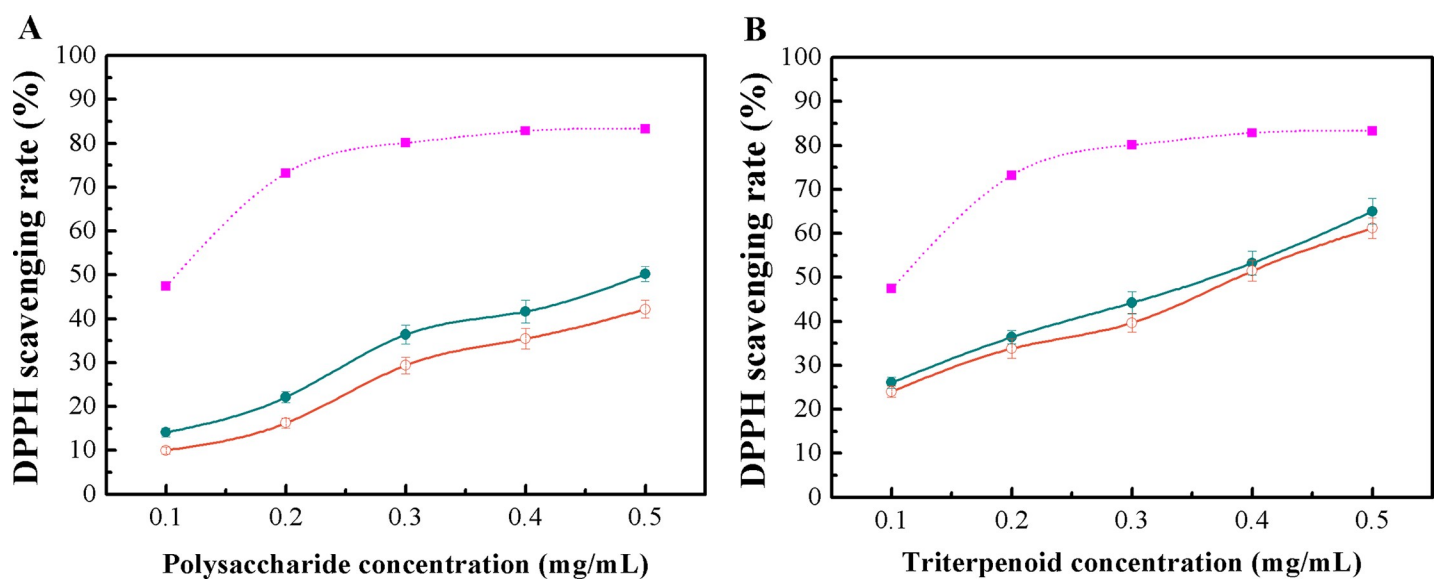 A
DPPH scavenging rate (%)
100
90
80
70
60
50
40
30
20
10
0
0.1 0.2 0.3 0.4 0.5
Polysaccharide concentration (mg/mL)
B
DPPH scavenging rate (%)
100
90
80
70
60
50
40
30
20
10
0
0.1 0.2 0.3 0.4 0.5
Triterpenoid concentration (mg/mL)